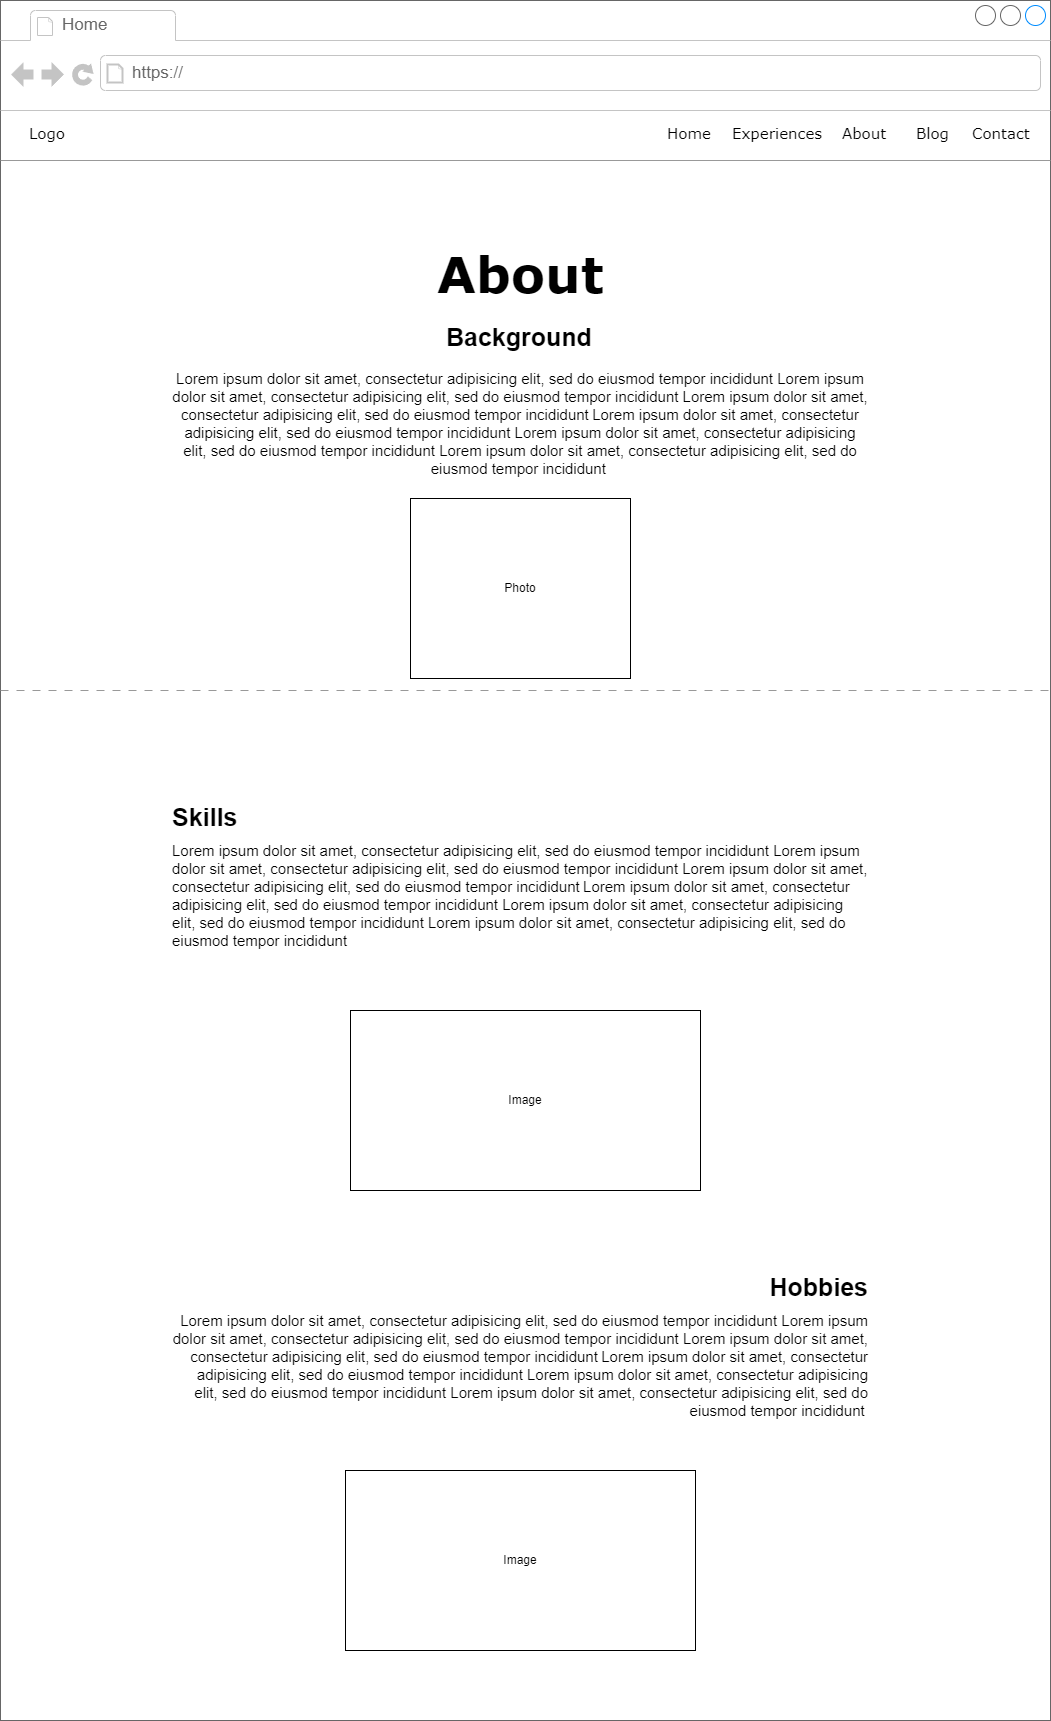 Home
https://
Logo Home Experiences About Blog Contact
About
Background
Lorem ipsum dolor sit amet, consectetur adipisicing elit, sed do eiusmod tempor incididunt Lorem ipsum
dolor sit amet, consectetur adipisicing elit, sed do eiusmod tempor incididunt Lorem ipsum dolor sit amet,
consectetur adipisicing elit, sed do eiusmod tempor incididunt Lorem ipsum dolor sit amet, consectetur
adipisicing elit, sed do eiusmod tempor incididunt Lorem ipsum dolor sit amet, consectetur adipisicing
elit, sed do eiusmod tempor incididunt Lorem ipsum dolor sit amet, consectetur adipisicing elit, sed do
eiusmod tempor incididunt
Photo
Skills
Lorem ipsum dolor sit amet, consectetur adipisicing elit, sed do eiusmod tempor incididunt Lorem ipsum
dolor sit amet, consectetur adipisicing elit, sed do eiusmod tempor incididunt Lorem ipsum dolor sit amet,
consectetur adipisicing elit, sed do eiusmod tempor incididunt Lorem ipsum dolor sit amet, consectetur
adipisicing elit, sed do eiusmod tempor incididunt Lorem ipsum dolor sit amet, consectetur adipisicing
elit, sed do eiusmod tempor incididunt Lorem ipsum dolor sit amet, consectetur adipisicing elit, sed do
eiusmod tempor incididunt
Image
Hobbies
Lorem ipsum dolor sit amet, consectetur adipisicing elit, sed do eiusmod tempor incididunt Lorem ipsum
dolor sit amet, consectetur adipisicing elit, sed do eiusmod tempor incididunt Lorem ipsum dolor sit amet,
consectetur adipisicing elit, sed do eiusmod tempor incididunt Lorem ipsum dolor sit amet, consectetur
adipisicing elit, sed do eiusmod tempor incididunt Lorem ipsum dolor sit amet, consectetur adipisicing
elit, sed do eiusmod tempor incididunt Lorem ipsum dolor sit amet, consectetur adipisicing elit, sed do
eiusmod tempor incididunt
Image